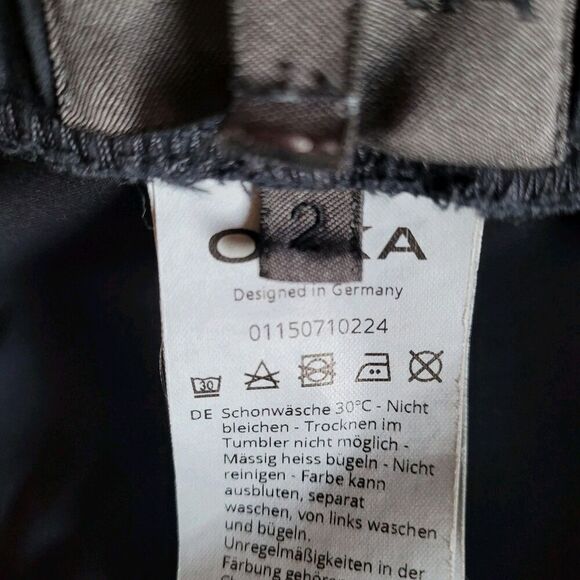 2
Designed in Germany
01150710224
30
DE Schonwäsche 30°C - Nicht
bleichen - Trocknen im
Tumbler nicht möglich -
Mässig heiss bügeln - Nicht
reinigen - Farbe kann
ausbluten, separat
waschen, von links waschen
und bügeln.
Unregelmäßigkeiten in der
Färbung